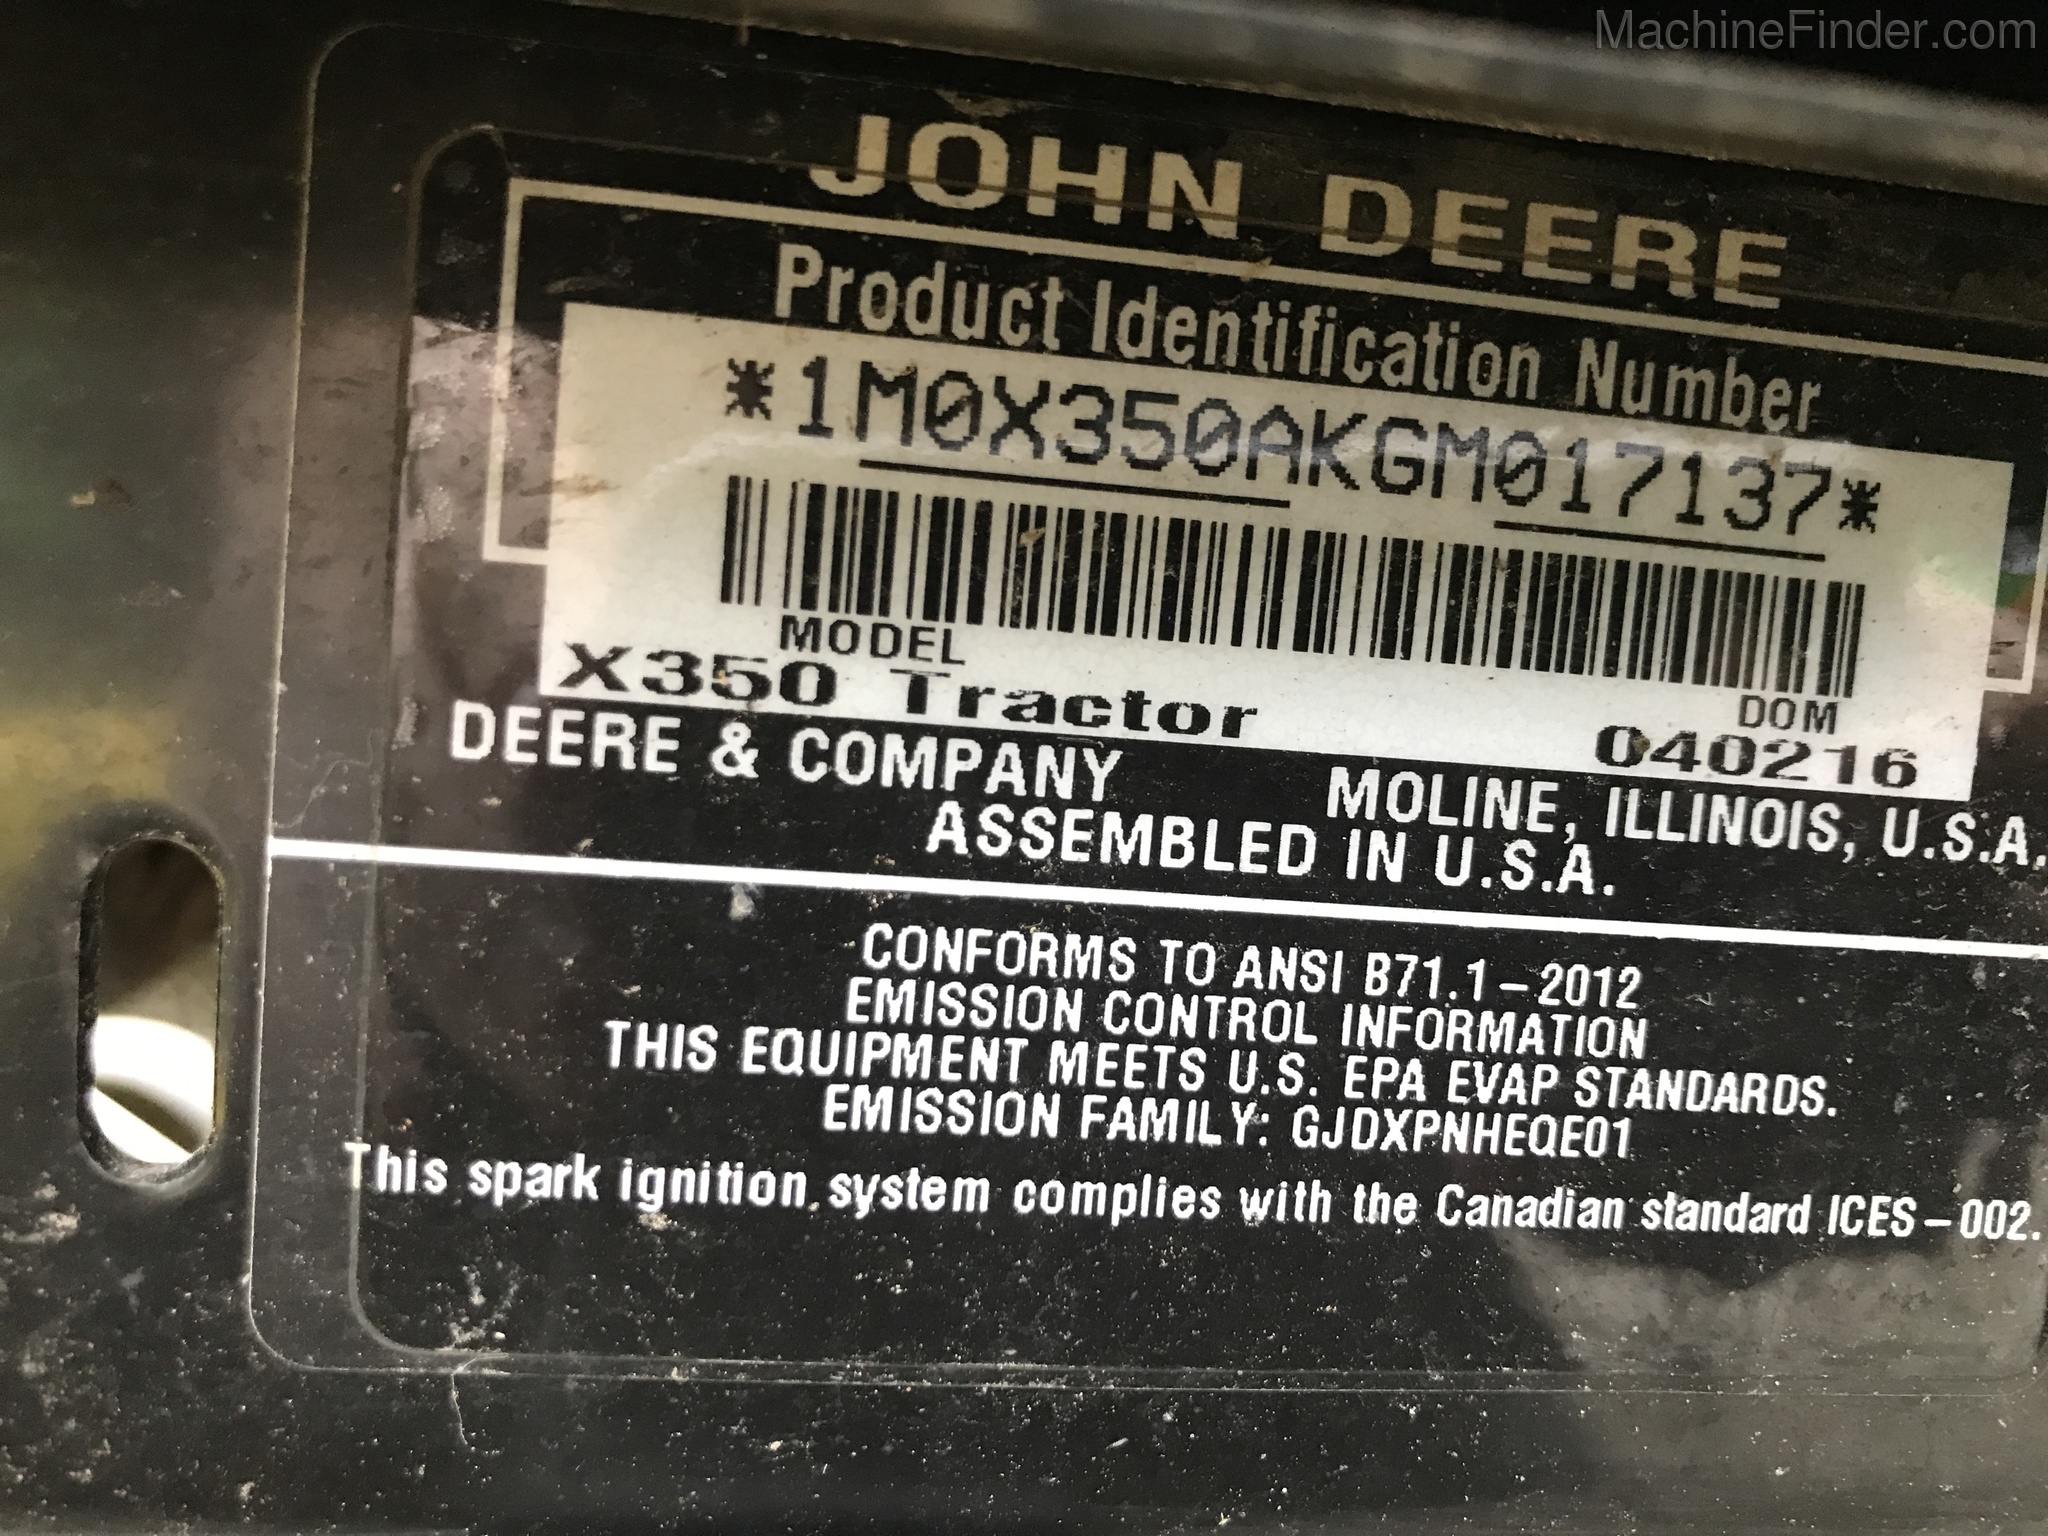 MachineFinder.com
JOHN DEERE
Product Identification Number
*1M0X350AKGM017137*
MODEL
DOM
X350 Tractor
040216
DEERE & COMPANY
MOLINE, ILLINOIS, U.S.A.
ASSEMBLED IN U.S.A.
CONFORMS TO ANSI B71.1-2012
EMISSION CONTROL INFORMATION
THIS EQUIPMENT MEETS U.S. EPA EVAP STANDARDS.
EMISSION FAMILY: GJDXPNHEQE01
This spark ignition system complies with the Canadian standard ICES-002.